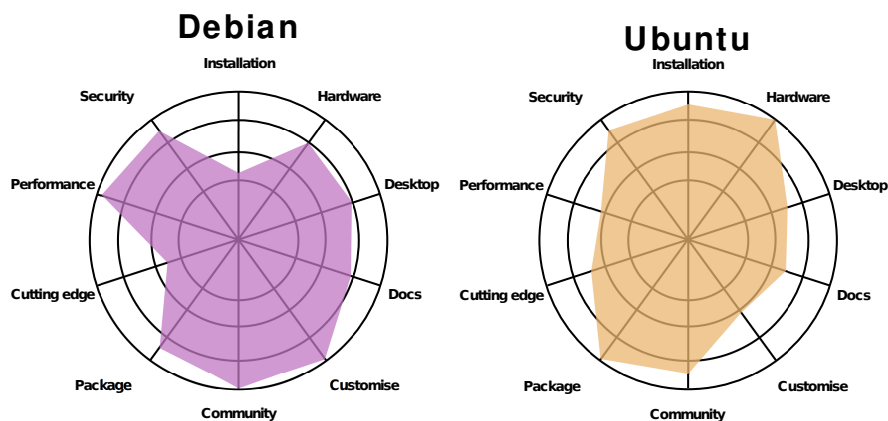 Debian
Installation
Security
Hardware
Performance
Desktop
Cutting edge
Docs
Package
Customise
Community
Ubuntu
Installation
Security
Hardware
Performance
Desktop
Cutting edge
Docs
Package
Customise
Community